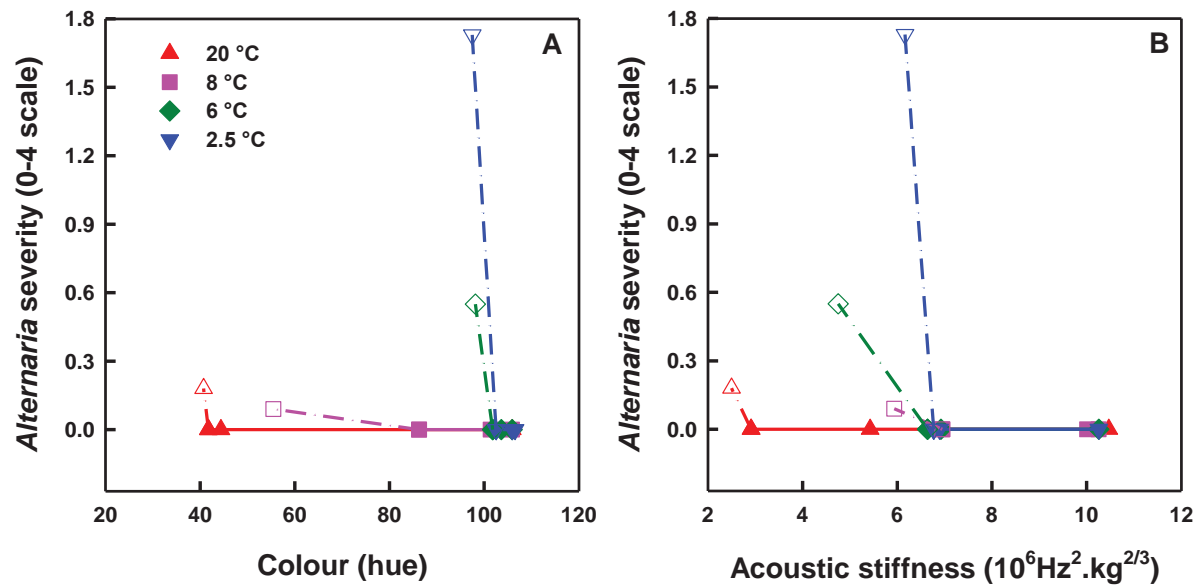 A
20 °C
8 °C
6 °C
2.5 °C
Alternaria severity (0-4 scale)
1.8
1.5
1.2
0.9
0.6
0.3
0.0
20 40 60 80 100 120
Colour (hue)
B
Alternaria severity (0-4 scale)
1.8
1.5
1.2
0.9
0.6
0.3
0.0
2 4 6 8 10 12
Acoustic stiffness (10⁶Hz².kg²/³)